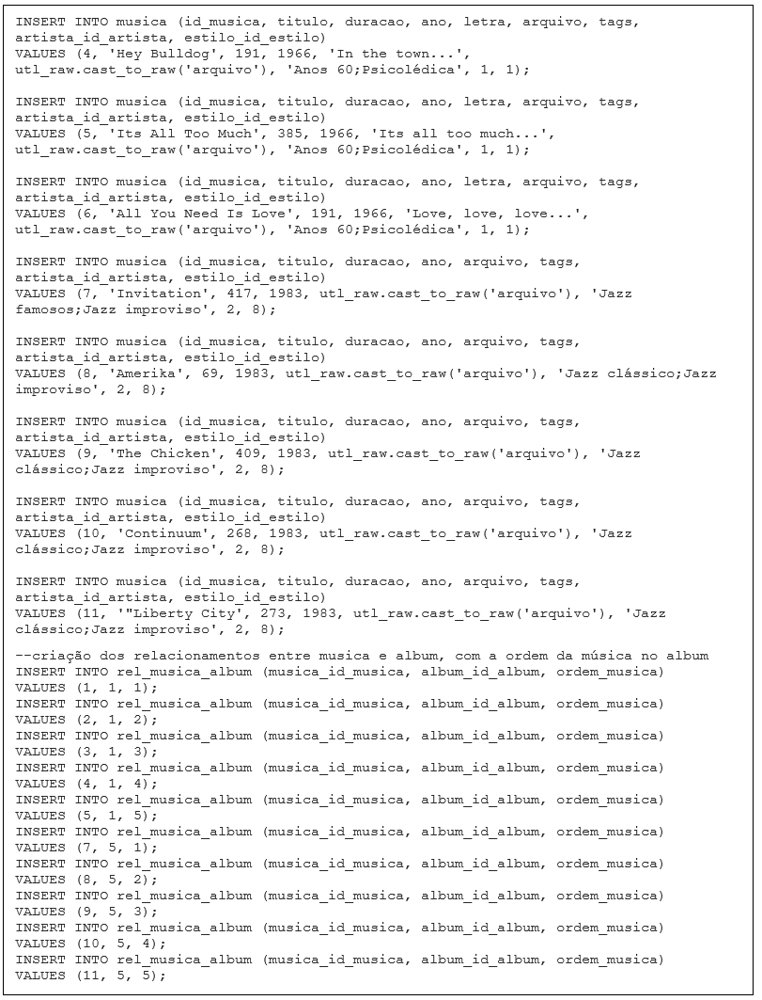 INSERT INTO musica (id_musica, titulo, duracao, ano, letra, arquivo, tags,
artista_id_artista, estilo_id_estilo)
VALUES (4, 'Hey Bulldog', 191, 1966, 'In the town...',
utl_raw.cast_to_raw('arquivo'), 'Anos 60;Psicolédica', 1, 1);
INSERT INTO musica (id_musica, titulo, duracao, ano, letra, arquivo, tags,
artista_id_artista, estilo_id_estilo)
VALUES (5, 'Its All Too Much', 385, 1966, 'Its all too much...',
utl_raw.cast_to_raw('arquivo'), 'Anos 60;Psicolédica', 1, 1);
INSERT INTO musica (id_musica, titulo, duracao, ano, letra, arquivo, tags,
artista_id_artista, estilo_id_estilo)
VALUES (6, 'All You Need Is Love', 191, 1966, 'Love, love, love...',
utl_raw.cast_to_raw('arquivo'), 'Anos 60;Psicolédica', 1, 1);
INSERT INTO musica (id_musica, titulo, duracao, ano, arquivo, tags,
artista_id_artista, estilo_id_estilo)
VALUES (7, 'Invitation', 417, 1983, utl_raw.cast_to_raw('arquivo'), 'Jazz
famosos;Jazz improviso', 2, 8);
INSERT INTO musica (id_musica, titulo, duracao, ano, arquivo, tags,
artista_id_artista, estilo_id_estilo)
VALUES (8, 'Amerika', 69, 1983, utl_raw.cast_to_raw('arquivo'), 'Jazz clássico;Jazz
improviso', 2, 8);
INSERT INTO musica (id_musica, titulo, duracao, ano, arquivo, tags,
artista_id_artista, estilo_id_estilo)
VALUES (9, 'The Chicken', 409, 1983, utl_raw.cast_to_raw('arquivo'), 'Jazz
clássico;Jazz improviso', 2, 8);
INSERT INTO musica (id_musica, titulo, duracao, ano, arquivo, tags,
artista_id_artista, estilo_id_estilo)
VALUES (10, 'Continuum', 268, 1983, utl_raw.cast_to_raw('arquivo'), 'Jazz
clássico;Jazz improviso', 2, 8);
INSERT INTO musica (id_musica, titulo, duracao, ano, arquivo, tags,
artista_id_artista, estilo_id_estilo)
VALUES (11, '"Liberty City', 273, 1983, utl_raw.cast_to_raw('arquivo'), 'Jazz
clássico;Jazz improviso', 2, 8);
--criação dos relacionamentos entre musica e album, com a ordem da música no album
INSERT INTO rel_musica_album (musica_id_musica, album_id_album, ordem_musica)
VALUES (1, 1, 1);
INSERT INTO rel_musica_album (musica_id_musica, album_id_album, ordem_musica)
VALUES (2, 1, 2);
INSERT INTO rel_musica_album (musica_id_musica, album_id_album, ordem_musica)
VALUES (3, 1, 3);
INSERT INTO rel_musica_album (musica_id_musica, album_id_album, ordem_musica)
VALUES (4, 1, 4);
INSERT INTO rel_musica_album (musica_id_musica, album_id_album, ordem_musica)
VALUES (5, 1, 5);
INSERT INTO rel_musica_album (musica_id_musica, album_id_album, ordem_musica)
VALUES (7, 5, 1);
INSERT INTO rel_musica_album (musica_id_musica, album_id_album, ordem_musica)
VALUES (8, 5, 2);
INSERT INTO rel_musica_album (musica_id_musica, album_id_album, ordem_musica)
VALUES (9, 5, 3);
INSERT INTO rel_musica_album (musica_id_musica, album_id_album, ordem_musica)
VALUES (10, 5, 4);
INSERT INTO rel_musica_album (musica_id_musica, album_id_album, ordem_musica)
VALUES (11, 5, 5);